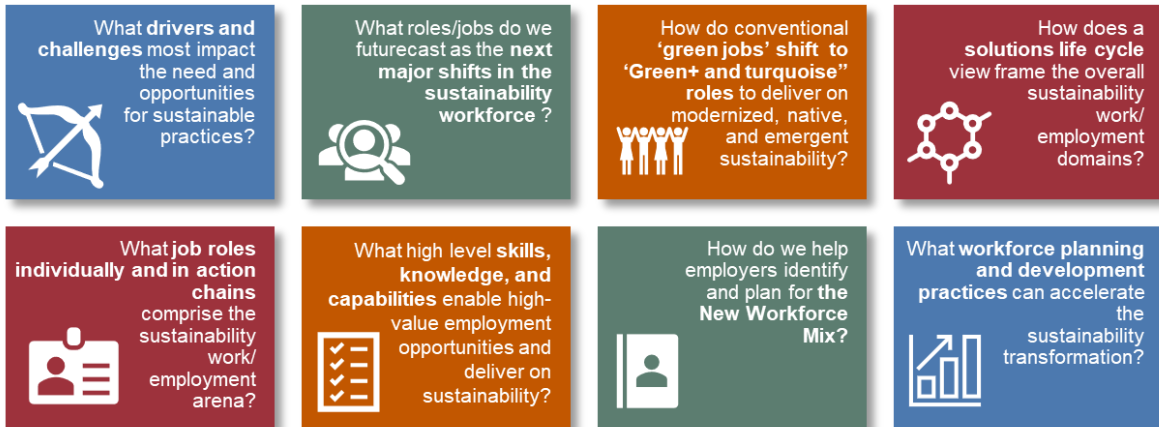 What drivers and
challenges most impact
the need and
opportunities
for sustainable
practices?
What roles/jobs do we
futurecast as the next
major shifts in the
sustainability
workforce ?
How do conventional
‘green jobs’ shift to
‘Green+ and turquoise”
roles to deliver on
modernized, native,
and emergent
sustainability?
How does a
solutions life cycle
view frame the overall
sustainability
work/
employment
domains?
What job roles
individually and in action
chains
comprise the
sustainability
work/
employment
arena?
What high level skills,
knowledge, and
capabilities enable high-
value employment
opportunities and
deliver on
sustainability?
How do we help
employers identify
and plan for the
New Workforce
Mix?
What workforce planning
and development
practices can accelerate
the
sustainability
transformation?